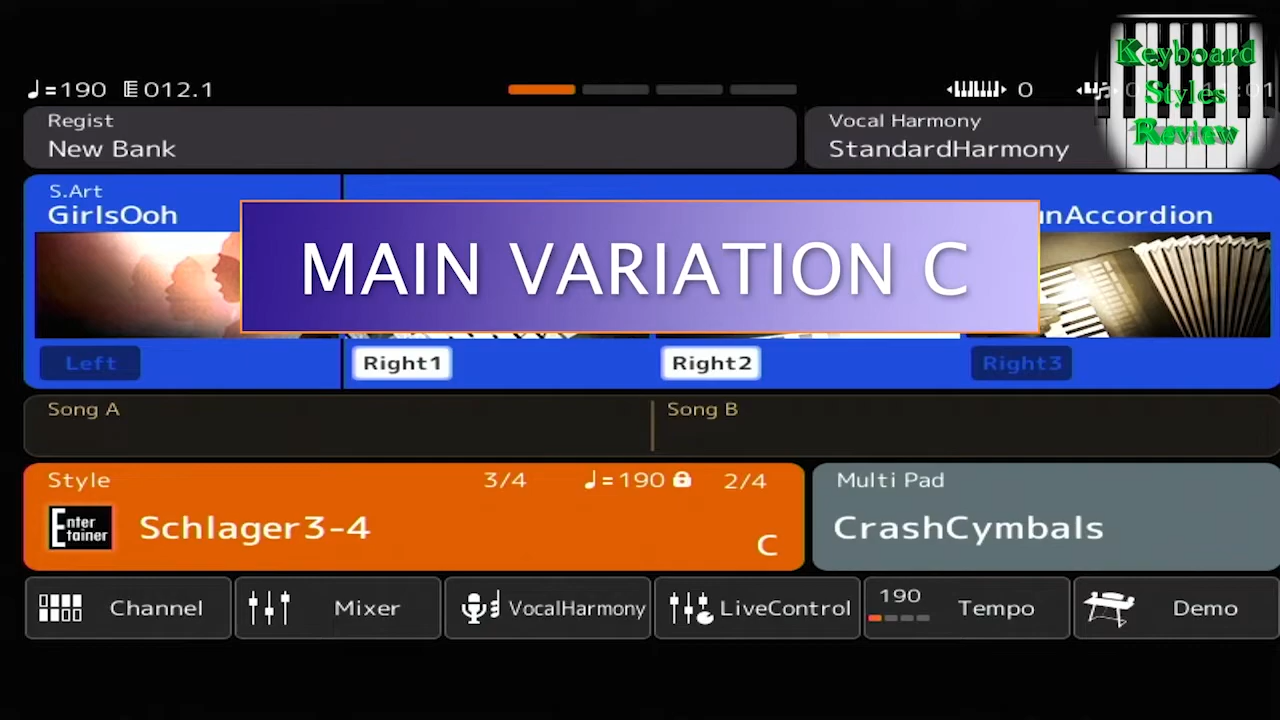 ♩=190 012.1
0
:01
Keyboard
Styles
Review
Regist
New Bank
Vocal Harmony
StandardHarmony
S.Art
GirlsOoh
Accordion
MAIN VARIATION C
Left
Right1
Right2
Right3
Song A
Song B
Style
3/4
♩=190
2/4
Enter
tainer
Schlager3-4
C
Multi Pad
CrashCymbals
Channel
Mixer
VocalHarmony
LiveControl
190
Tempo
Demo